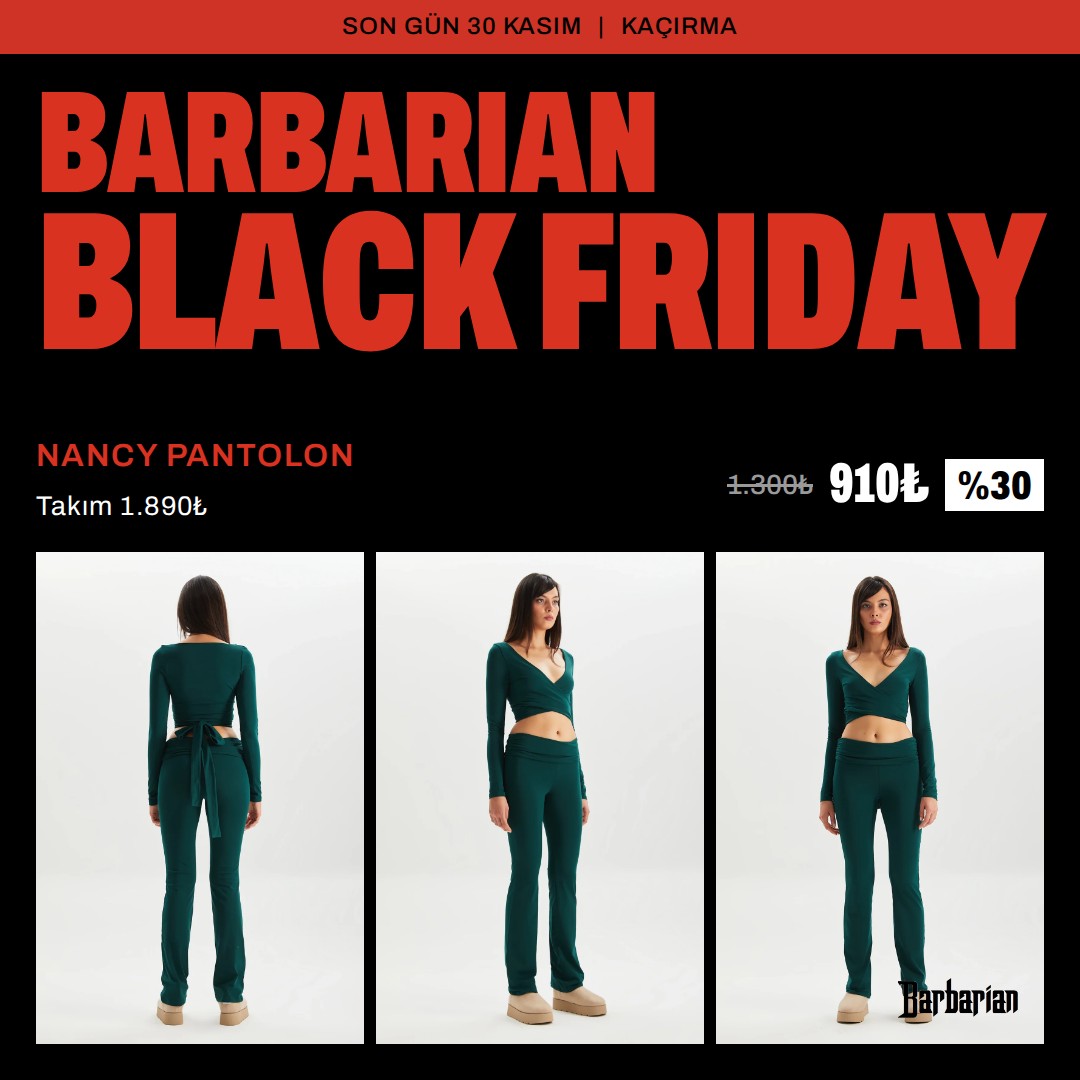 SON GÜN 30 KASIM | KAÇIRMA
BARBARIAN
BLACK FRIDAY
NANCY PANTOLON
Takım 1.890₺
1.300₺ 910₺ %30
Barbarian